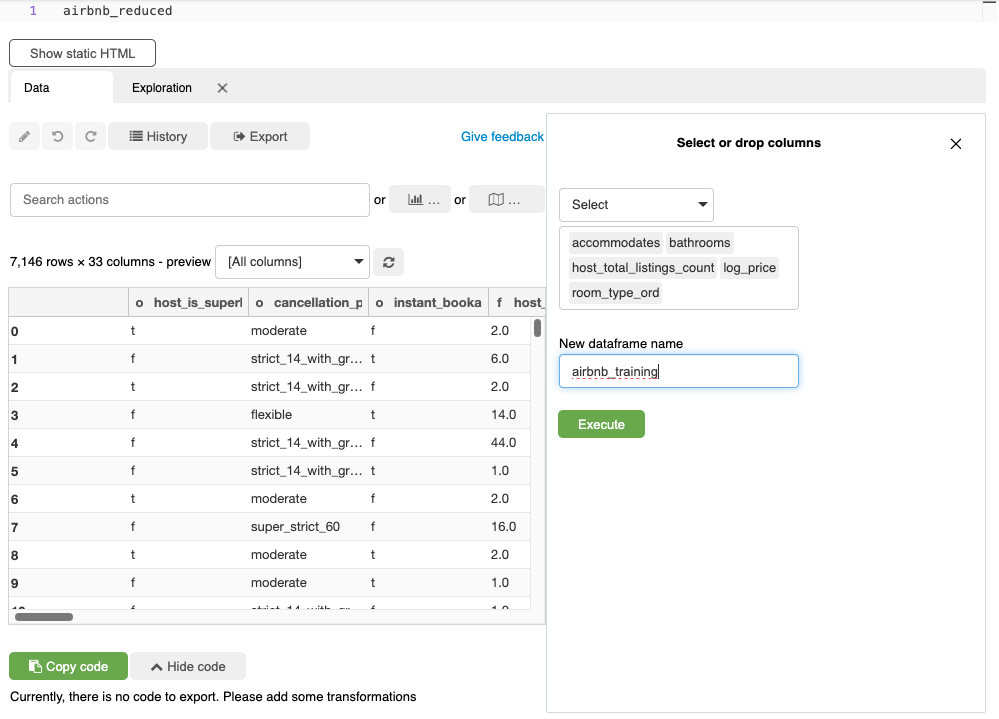 1 airbnb_reduced
Show static HTML
Data Exploration
History Export Give feedback
Search actions or ... or ...
7,146 rows × 33 columns - preview [All columns]
o host_is_superl o cancellation_p o instant_booka f host_
0 t moderate f 2.0
1 f strict_14_with_gr... t 6.0
2 t strict_14_with_gr... f 2.0
3 f flexible t 14.0
4 f strict_14_with_gr... f 44.0
5 f strict_14_with_gr... t 1.0
6 t moderate f 2.0
7 f super_strict_60 f 16.0
8 t moderate t 2.0
9 f moderate t 1.0
10 f strict_14_with_gr... f 1.0
Copy code Hide code
Currently, there is no code to export. Please add some transformations
Select or drop columns
Select
accommodates bathrooms
host_total_listings_count log_price
room_type_ord
New dataframe name
airbnb_training
Execute